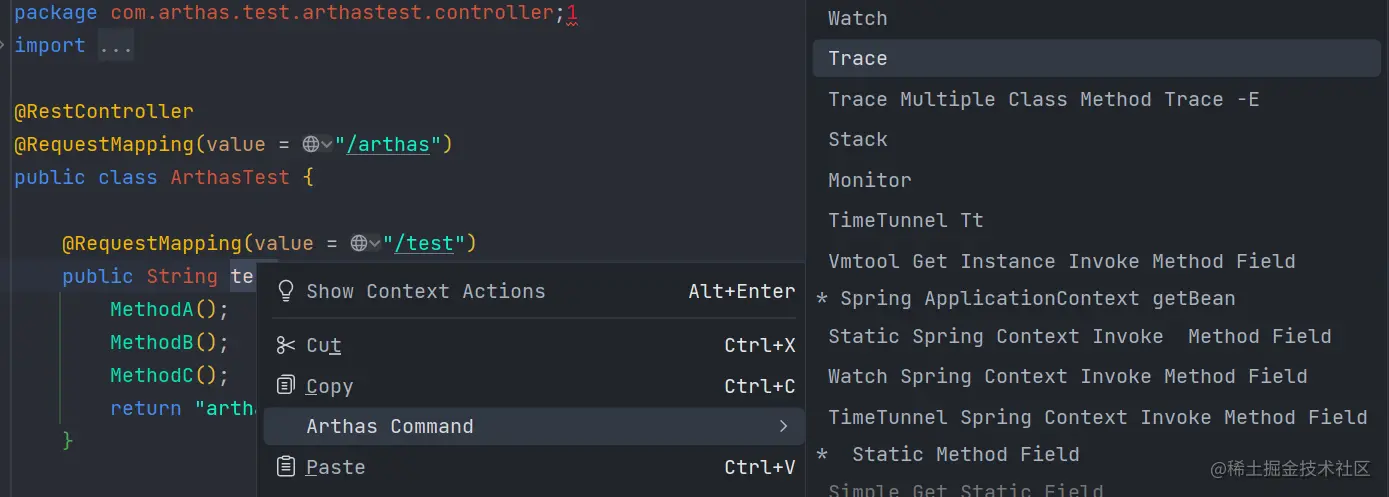 package com.arthas.test.arthastest.controller;1
import ...
@RestController
@RequestMapping(value = "/arthas")
public class ArthasTest {
@RequestMapping(value = "/test")
public String te
MethodA();
MethodB();
MethodC();
return "artha
}
Show Context Actions Alt+Enter
Cut Ctrl+X
Copy Ctrl+C
Arthas Command >
Paste Ctrl+V
Watch
Trace
Trace Multiple Class Method Trace -E
Stack
Monitor
TimeTunnel Tt
Vmtool Get Instance Invoke Method Field
* Spring ApplicationContext getBean
Static Spring Context Invoke  Method Field
Watch Spring Context Invoke Method Field
TimeTunnel Spring Context Invoke Method Field
*  Static Method Field
Simple Get Static Field
@稀土掘金技术社区